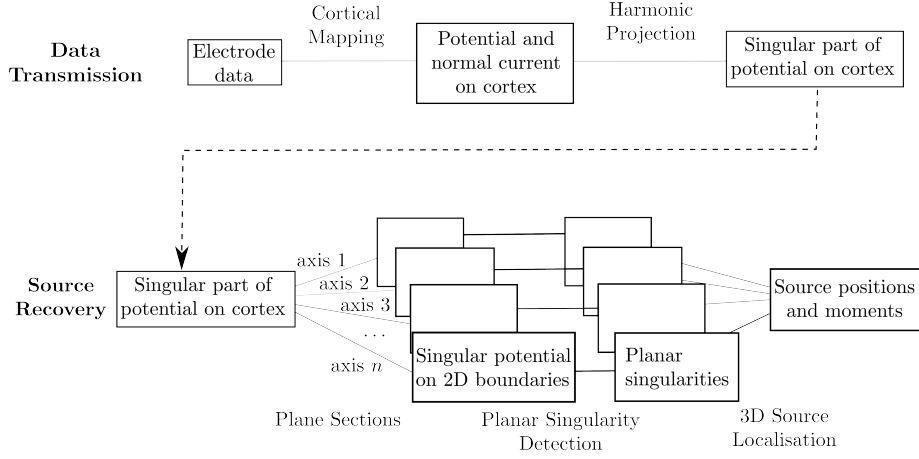 Cortical
Mapping
Harmonic
Projection
Data
Transmission
Electrode
data
Potential and
normal current
on cortex
Singular part of
potential on cortex
Source
Recovery
Singular part of
potential on cortex
axis 1
axis 2
axis 3
...
axis n
Singular potential
on 2D boundaries
Planar
singularities
Source positions
and moments
Plane Sections
Planar Singularity
Detection
3D Source
Localisation